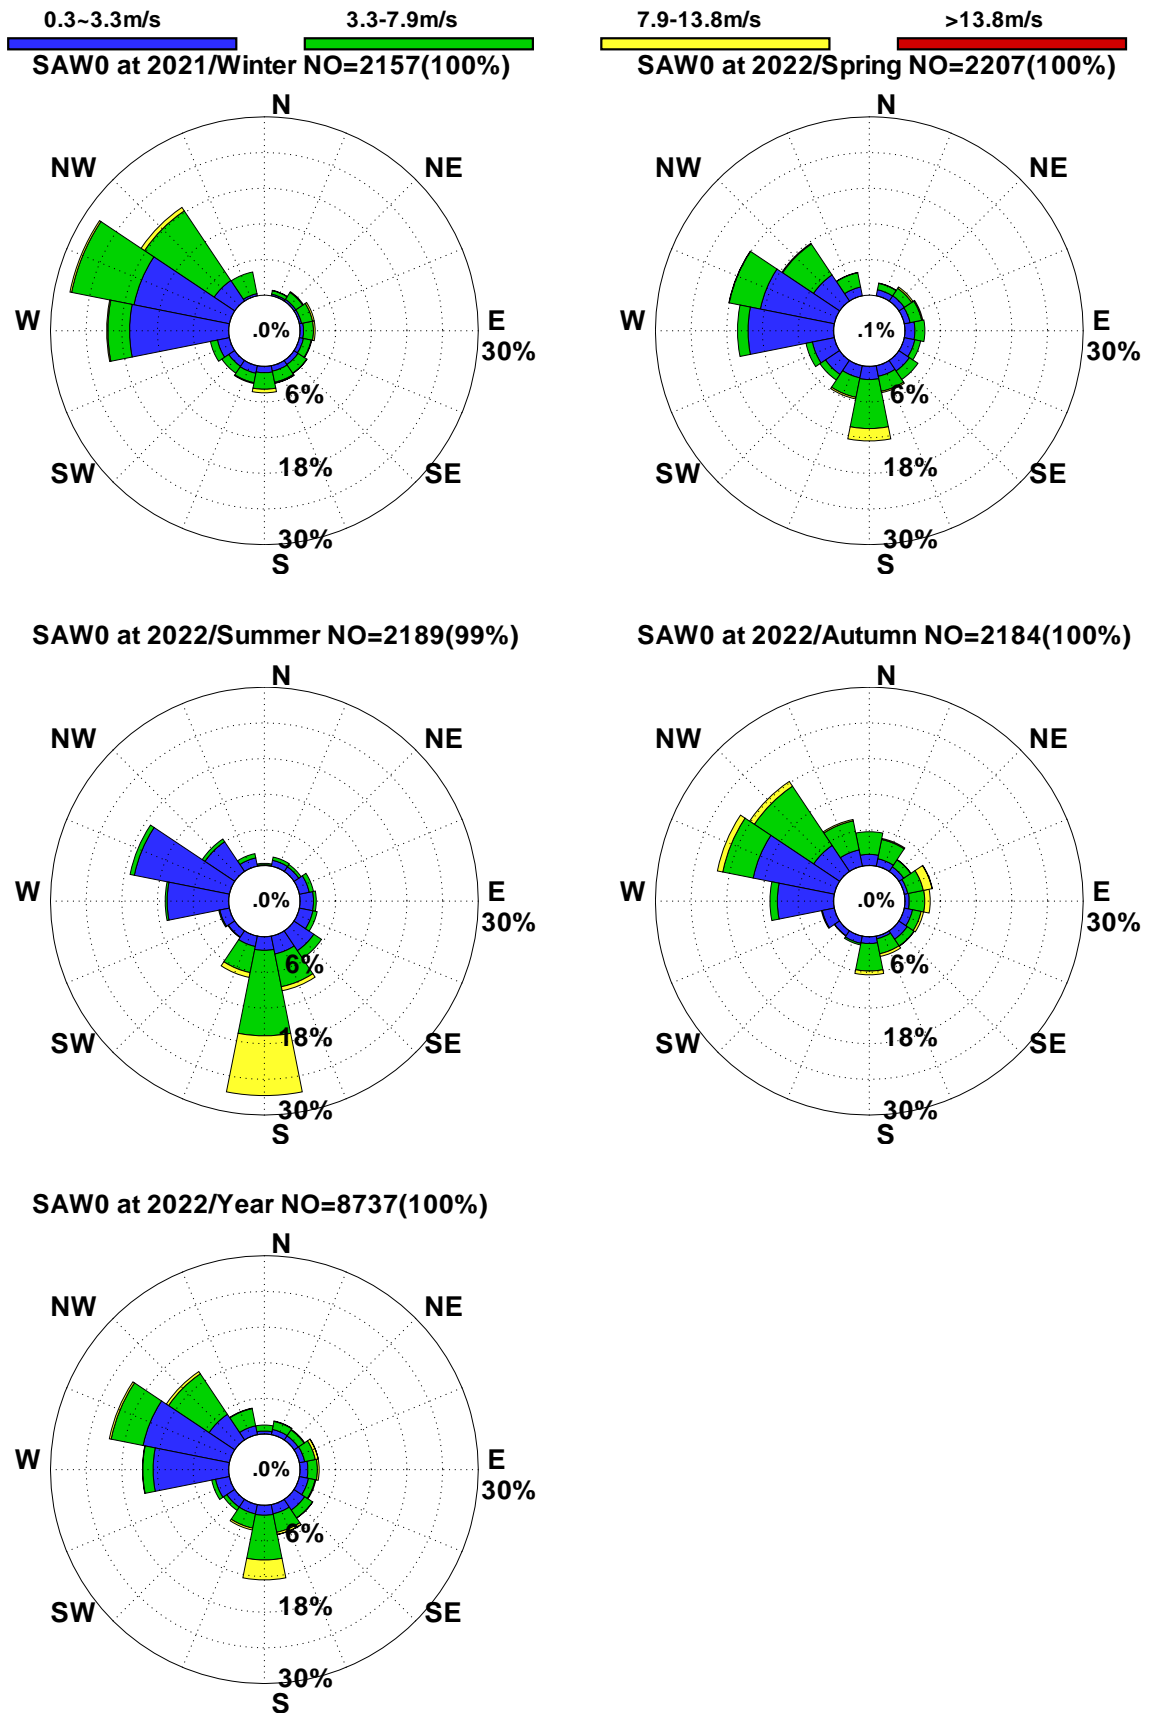 0.3~3.3m/s 3.3-7.9m/s 7.9-13.8m/s >13.8m/s
SAW0 at 2021/Winter NO=2157(100%) SAW0 at 2022/Spring NO=2207(100%)
N N
NW NE NW NE
W .0% E W .1% E
30% 30%
6% 6%
SW 18% SE SW 18% SE
30% 30%
S S
SAW0 at 2022/Summer NO=2189(99%) SAW0 at 2022/Autumn NO=2184(100%)
N N
NW NE NW NE
W .0% E W .0% E
30% 30%
6% 6%
SW 18% SE SW 18% SE
30% 30%
S S
SAW0 at 2022/Year NO=8737(100%)
N
NW NE
W .0% E
30%
6%
SW 18% SE
30%
S